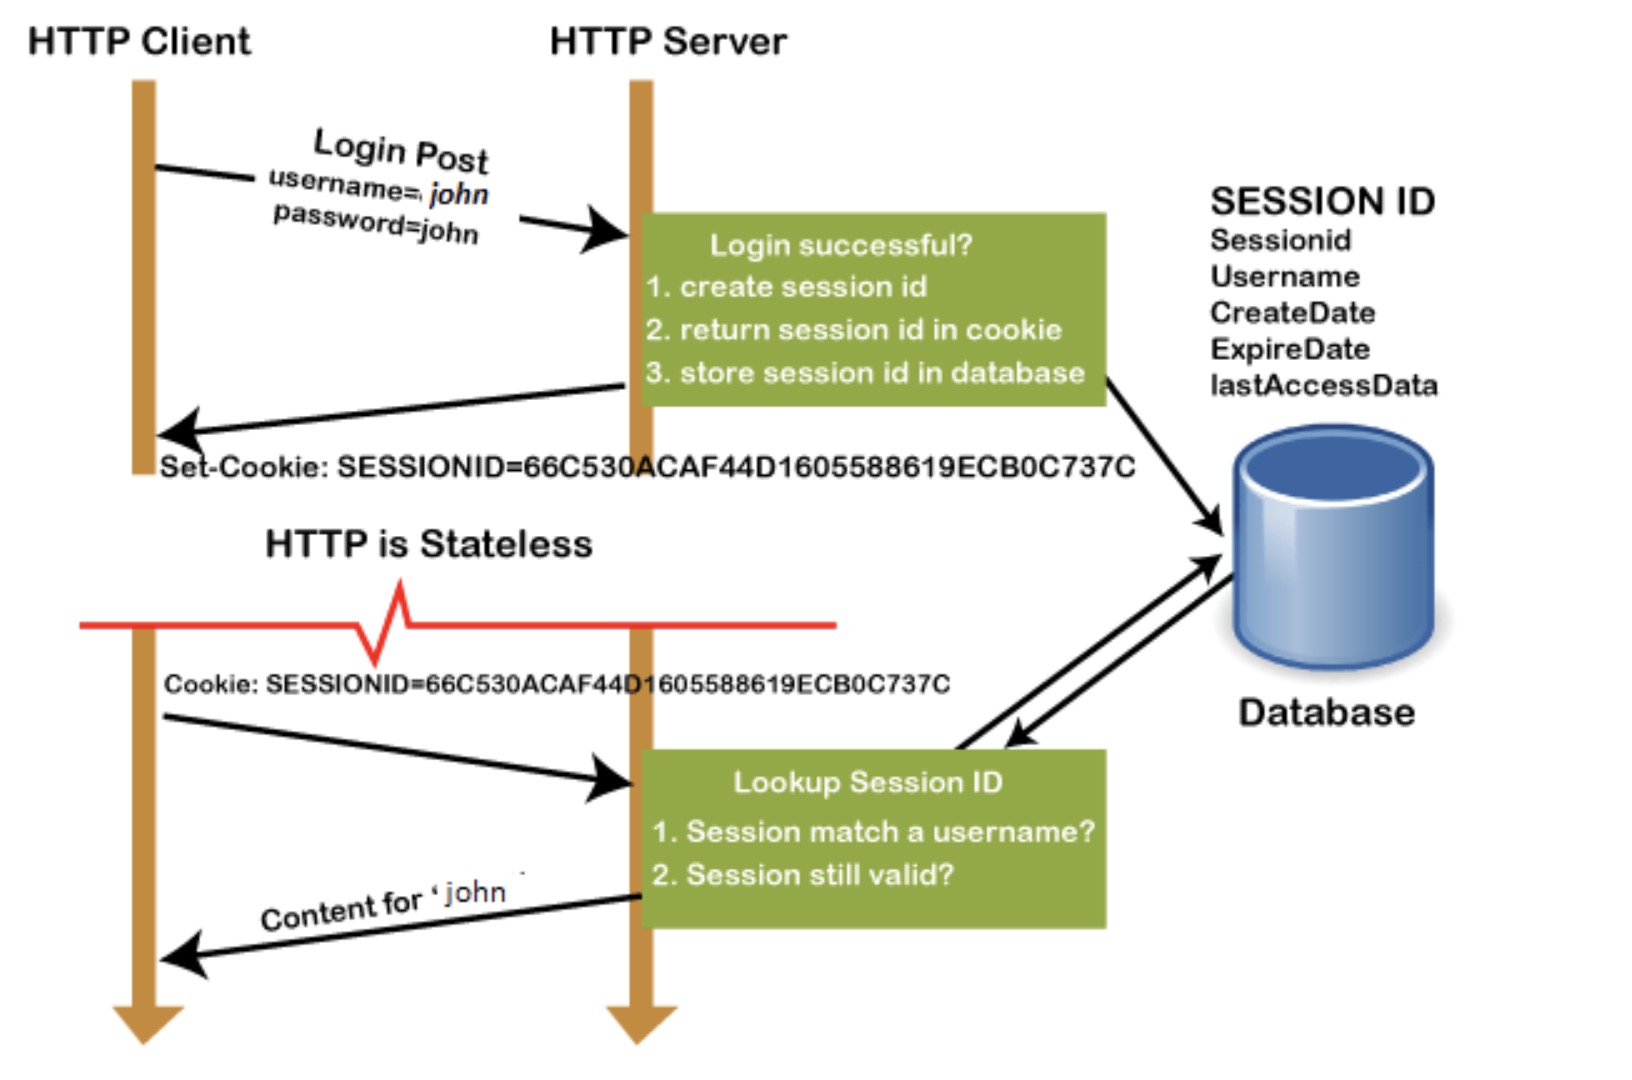 HTTP Client
HTTP Server
Login Post
username= john
password=john
Login successful?
1. create session id
2. return session id in cookie
3. store session id in database
SESSION ID
Sessionid
Username
CreateDate
ExpireDate
lastAccessData
Set-Cookie: SESSIONID=66C530ACAF44D1605588619ECB0C737C
HTTP is Stateless
Cookie: SESSIONID=66C530ACAF44D1605588619ECB0C737C
Database
Lookup Session ID
1. Session match a username?
2. Session still valid?
Content for ‘ john ’